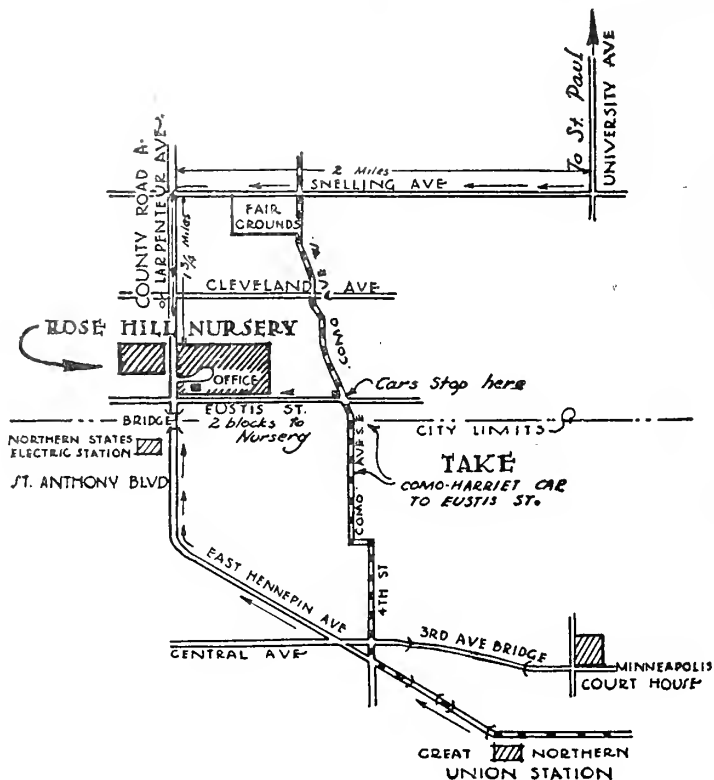 To St. Paul
UNIVERSITY AVE
2 Miles
SNELLING AVE
COUNTY ROAD A.
or LARPENTEUR AVE.
1 3/4 Miles
FAIR
GROUNDS
CLEVELAND AVE
COMO AVE
ROSE HILL NURSERY
OFFICE
Cars Stop here
EUSTIS ST.
2 blocks to
Nursery
BRIDGE
CITY LIMITS
NORTHERN STATES
ELECTRIC STATION
ST. ANTHONY BLVD
TAKE
COMO-HARRIET CAR
TO EUSTIS ST.
COMO AVE SE
EAST HENNEPIN AVE
4TH ST
CENTRAL AVE
3RD AVE BRIDGE
MINNEAPOLIS
COURT HOUSE
GREAT NORTHERN
UNION STATION